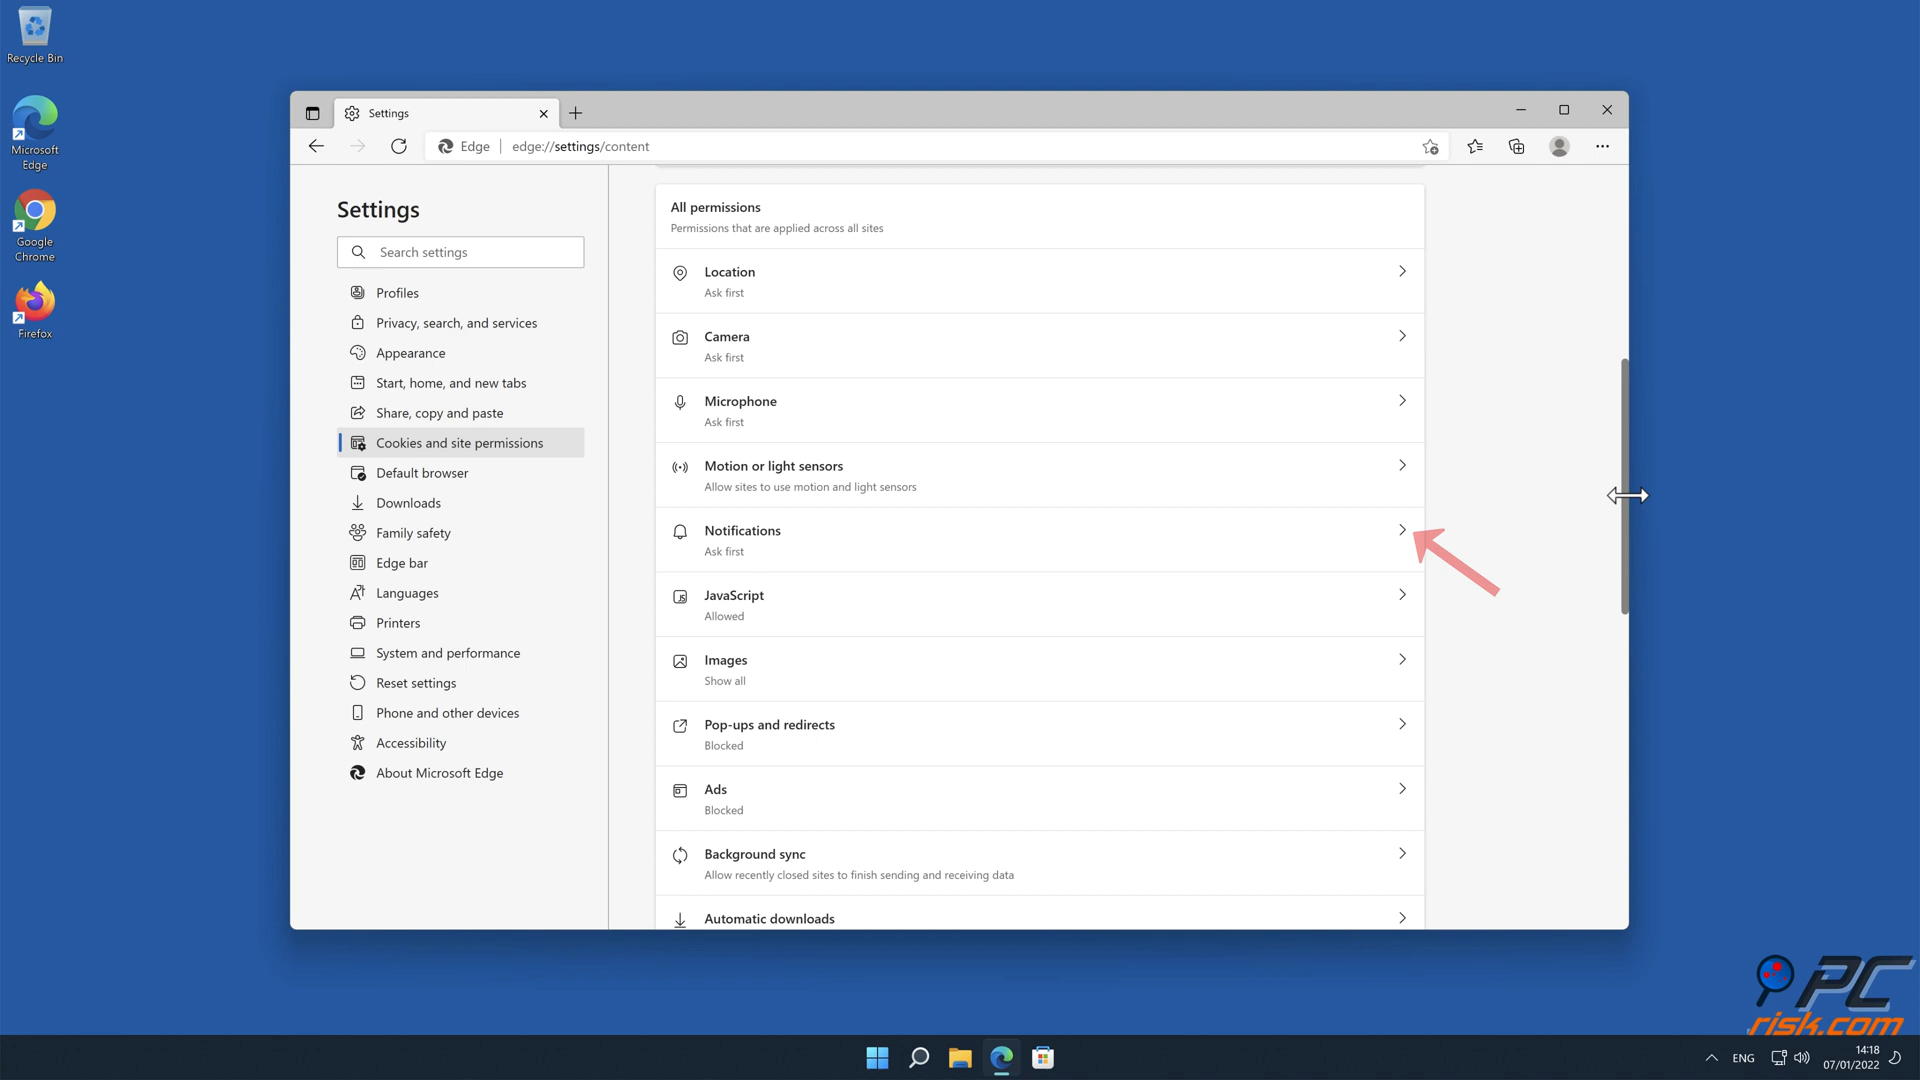 Recycle Bin
Microsoft
Edge
Google
Chrome
Firefox
Settings
Edge
edge://settings/content
Settings
Search settings
Profiles
Privacy, search, and services
Appearance
Start, home, and new tabs
Share, copy and paste
Cookies and site permissions
Default browser
Downloads
Family safety
Edge bar
Languages
Printers
System and performance
Reset settings
Phone and other devices
Accessibility
About Microsoft Edge
All permissions
Permissions that are applied across all sites
Location
Ask first
Camera
Ask first
Microphone
Ask first
Motion or light sensors
Allow sites to use motion and light sensors
Notifications
Ask first
JavaScript
Allowed
Images
Show all
Pop-ups and redirects
Blocked
Ads
Blocked
Background sync
Allow recently closed sites to finish sending and receiving data
Automatic downloads
PC
risk.com
ENG
14:18
07/01/2022